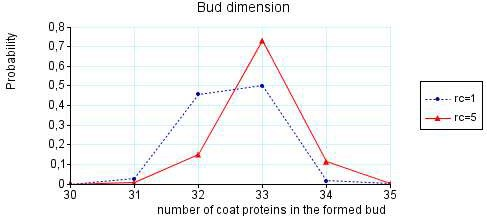 Bud dimension
Probability
0,8
0,7
0,6
0,5
0,4
0,3
0,2
0,1
0
30 31 32 33 34 35
number of coat proteins in the formed bud
rc=1
rc=5